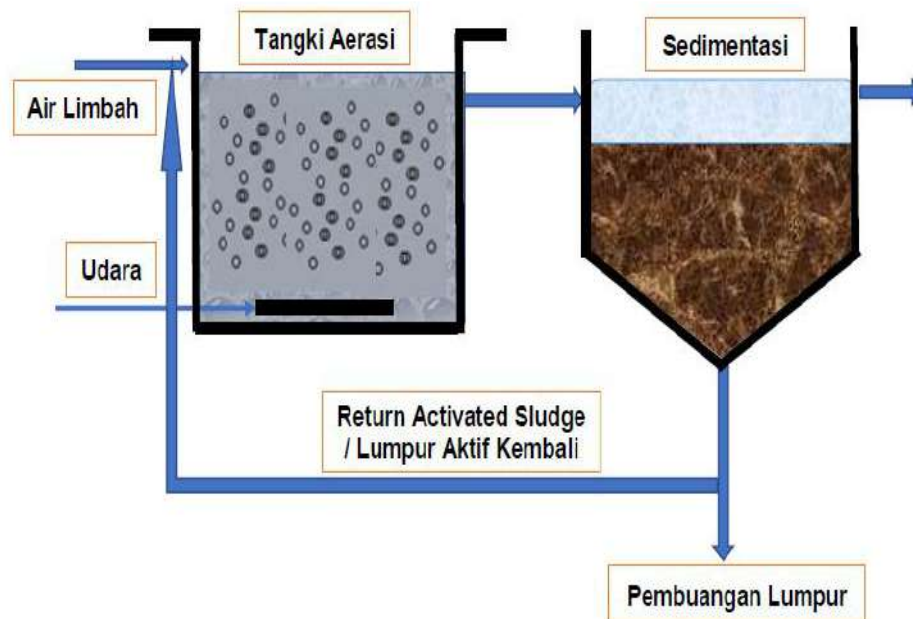 Tangki Aerasi
Sedimentasi
Air Limbah
Udara
Return Activated Sludge
/ Lumpur Aktif Kembali
Pembuangan Lumpur